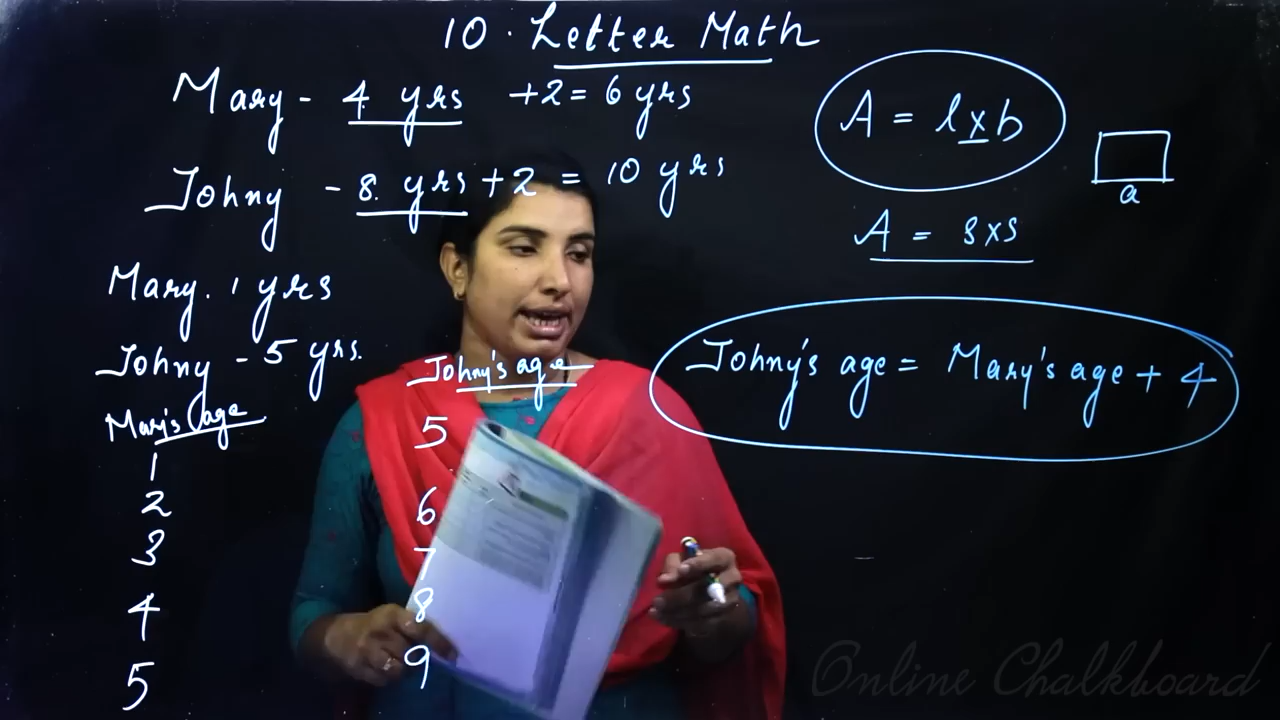 10. Letter Math
Mary - 4 yrs +2 = 6 yrs
Johny - 8 yrs + 2 = 10 yrs
Mary. 1 yrs
Johny - 5 yrs.
Mary's age Johny's age
1 5
2 6
3 7
4 8
5 9
A = l x b
a
A = s x s
Johny's age = Mary's age + 4
Online Chalkboard